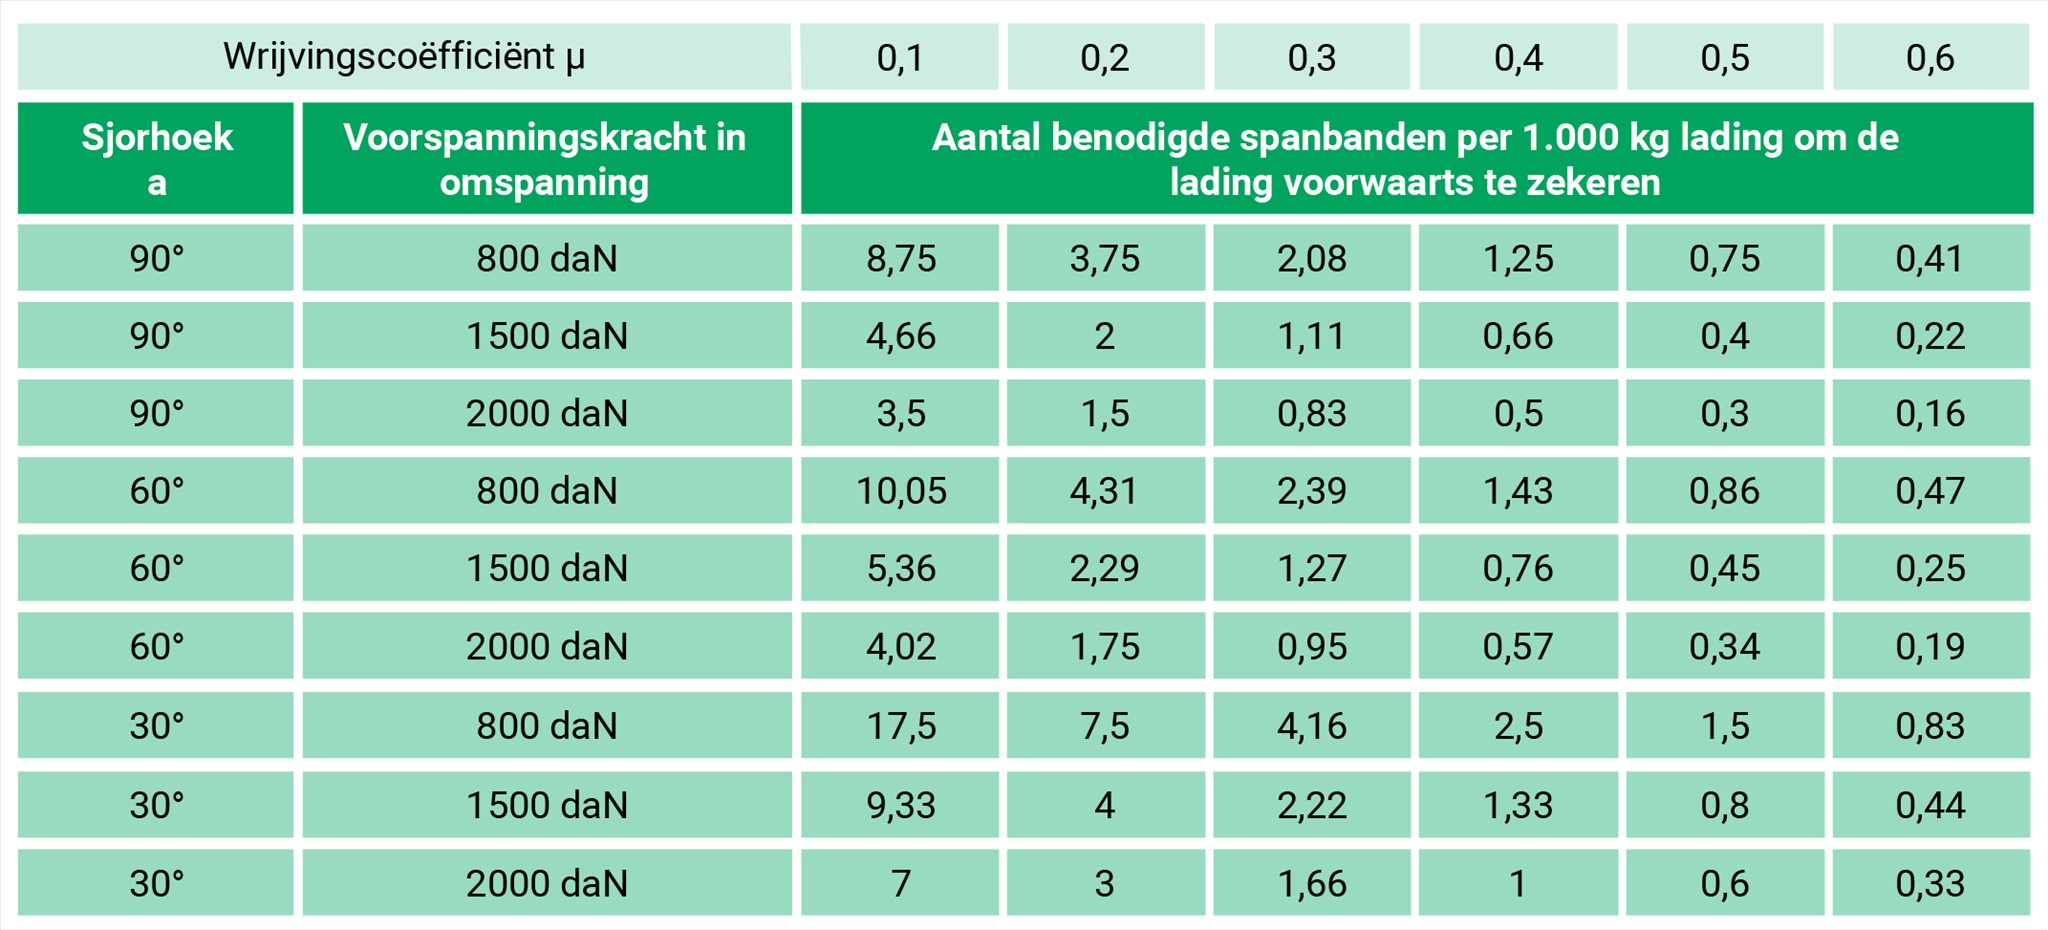 Wrijvingscoëfficiënt µ 0,1 0,2 0,3 0,4 0,5 0,6
Sjorhoek Voorspanningskracht in Aantal benodigde spanbanden per 1.000 kg lading om de
a omspanning lading voorwaarts te zekeren
90° 800 daN 8,75 3,75 2,08 1,25 0,75 0,41
90° 1500 daN 4,66 2 1,11 0,66 0,4 0,22
90° 2000 daN 3,5 1,5 0,83 0,5 0,3 0,16
60° 800 daN 10,05 4,31 2,39 1,43 0,86 0,47
60° 1500 daN 5,36 2,29 1,27 0,76 0,45 0,25
60° 2000 daN 4,02 1,75 0,95 0,57 0,34 0,19
30° 800 daN 17,5 7,5 4,16 2,5 1,5 0,83
30° 1500 daN 9,33 4 2,22 1,33 0,8 0,44
30° 2000 daN 7 3 1,66 1 0,6 0,33